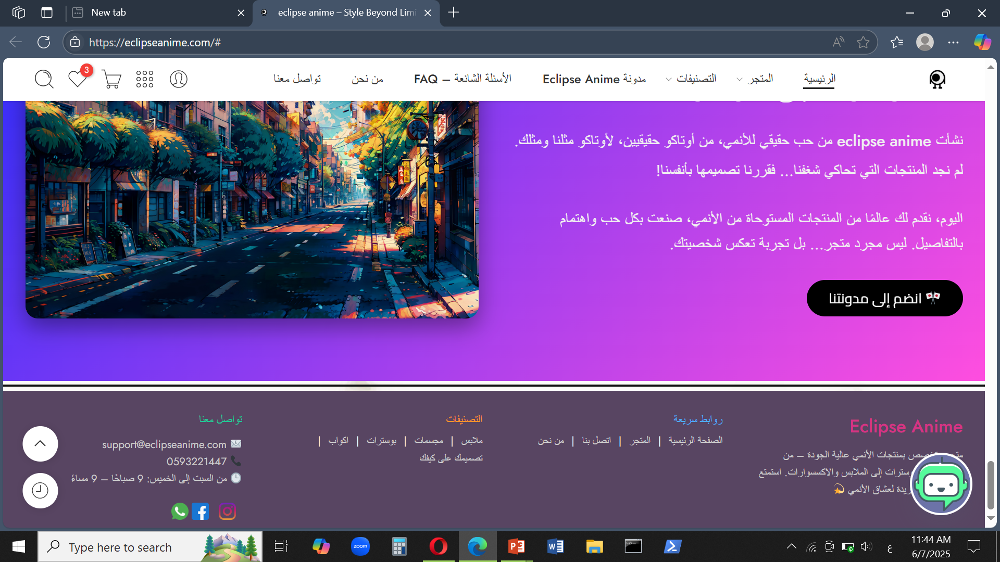 New tab
eclipse anime – Style Beyond Limi
https://eclipseanime.com/#
3
الرئيسية
المتجر
التصنيفات
مدونة Eclipse Anime
الأسئلة الشائعة – FAQ
من نحن
تواصل معنا
نشأت eclipse anime من حب حقيقي للأنمي، من أوتاكو حقيقيين، لأوتاكو مثلنا ومثلك.
لم نجد المنتجات التي تحاكي شغفنا... فقررنا تصميمها بأنفسنا!
اليوم، نقدم لك عالمًا من المنتجات المستوحاة من الأنمي، صنعت بكل حب واهتمام
بالتفاصيل. ليس مجرد متجر... بل تجربة تعكس شخصيتك.
🎌 انضم إلى مدونتنا
Eclipse Anime
بمنتجات الأنمي عالية الجودة – من
إلى الملابس والاكسسوارات. استمتع
لعشاق الأنمي 💫
روابط سريعة
الصفحة الرئيسية | المتجر | اتصل بنا | من نحن |
التصنيفات
ملابس | مجسمات | بوسترات | اكواب |
تصميمك على كيفك
تواصل معنا
📧 support@eclipseanime.com
📞 0593221447
🕒 من السبت إلى الخميس: 9 صباحًا – 9 مساءً
Type here to search
zoom
ع
11:44 AM
6/7/2025